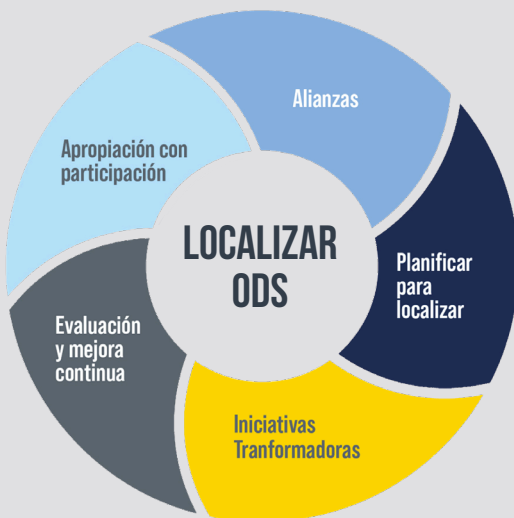 Alianzas
Apropiación con
participación
LOCALIZAR
ODS
Planificar
para
localizar
Evaluación
y mejora
continua
Iniciativas
Tranformadoras